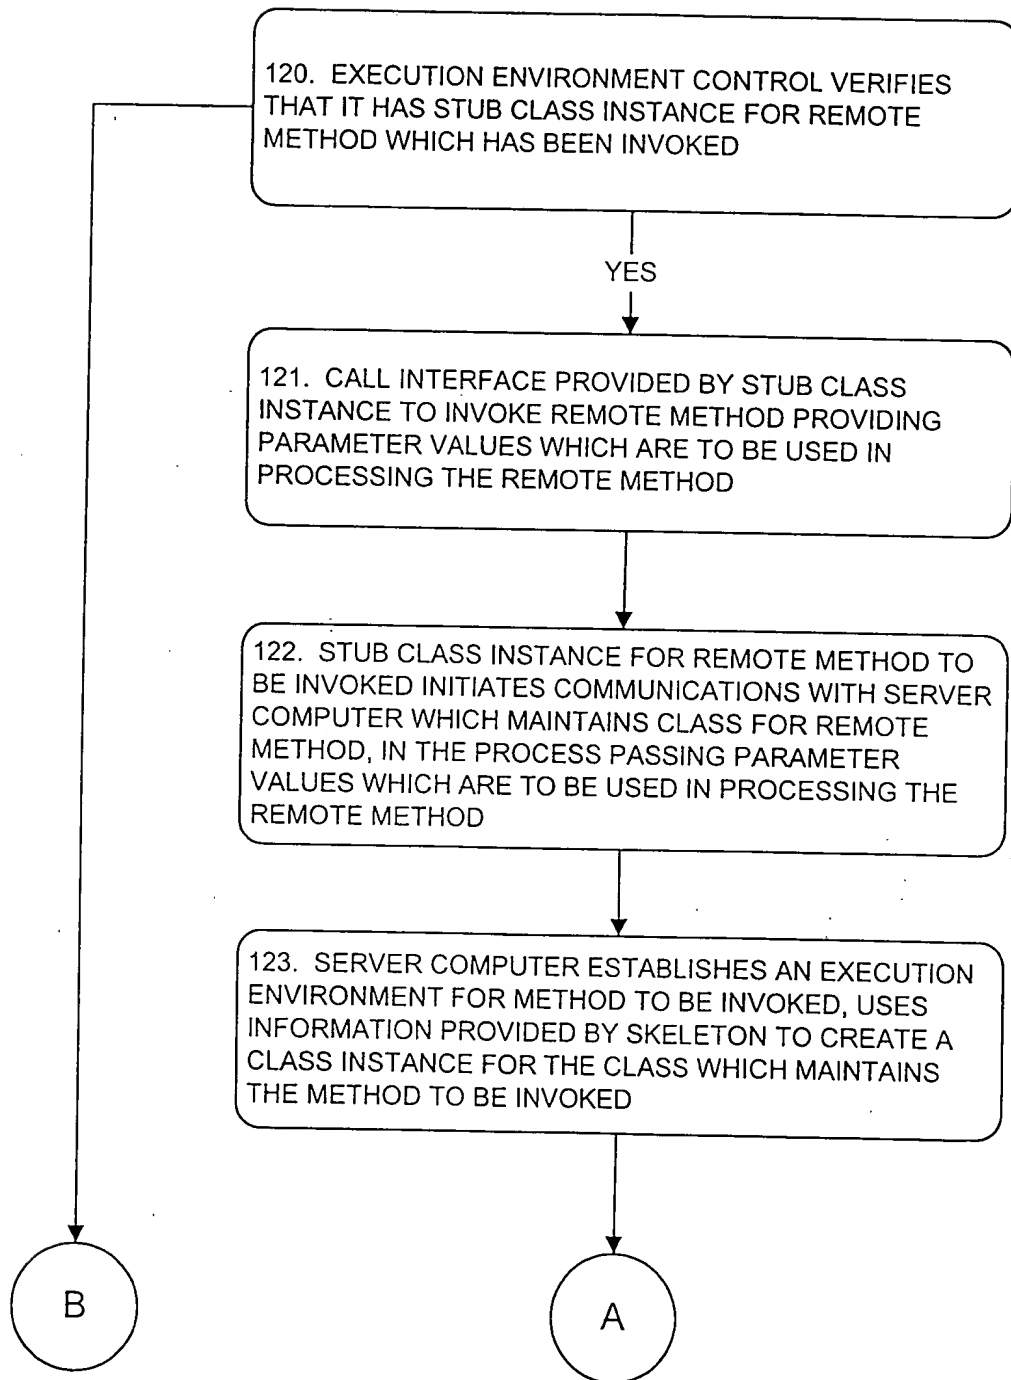 120. EXECUTION ENVIRONMENT CONTROL VERIFIES
THAT IT HAS STUB CLASS INSTANCE FOR REMOTE
METHOD WHICH HAS BEEN INVOKED
YES
121. CALL INTERFACE PROVIDED BY STUB CLASS
INSTANCE TO INVOKE REMOTE METHOD PROVIDING
PARAMETER VALUES WHICH ARE TO BE USED IN
PROCESSING THE REMOTE METHOD
122. STUB CLASS INSTANCE FOR REMOTE METHOD TO
BE INVOKED INITIATES COMMUNICATIONS WITH SERVER
COMPUTER WHICH MAINTAINS CLASS FOR REMOTE
METHOD, IN THE PROCESS PASSING PARAMETER
VALUES WHICH ARE TO BE USED IN PROCESSING THE
REMOTE METHOD
123. SERVER COMPUTER ESTABLISHES AN EXECUTION
ENVIRONMENT FOR METHOD TO BE INVOKED, USES
INFORMATION PROVIDED BY SKELETON TO CREATE A
CLASS INSTANCE FOR THE CLASS WHICH MAINTAINS
THE METHOD TO BE INVOKED
B
A